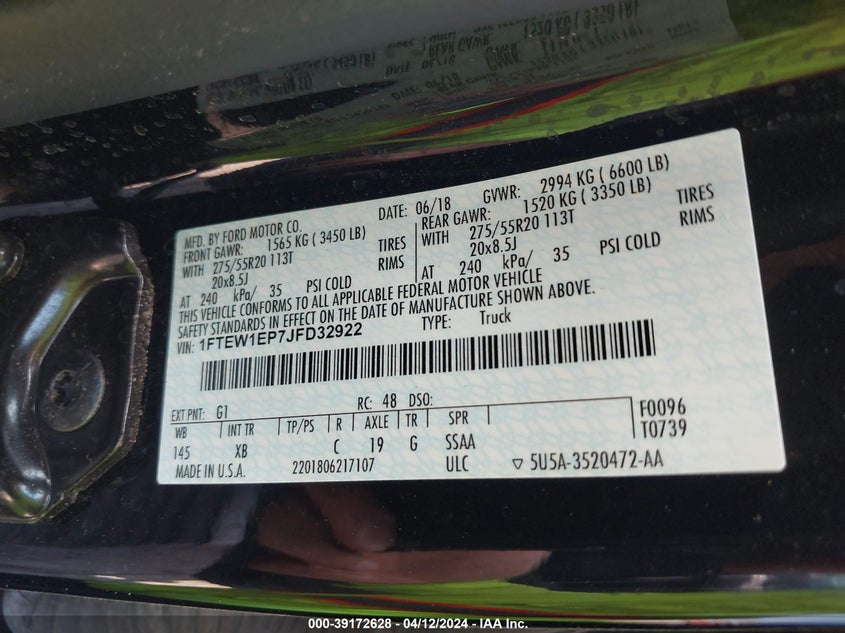 MFD. BY FORD MOTOR CO. DATE: 06/18 GVWR: 2994 KG ( 6600 LB)
FRONT GAWR: 1565 KG ( 3450 LB) REAR GAWR: 1520 KG ( 3350 LB)
WITH 275/55R20 113T TIRES WITH 275/55R20 113T TIRES
20x8.5J RIMS 20x8.5J RIMS
AT 240 kPa/ 35 PSI COLD AT 240 kPa/ 35 PSI COLD
THIS VEHICLE CONFORMS TO ALL APPLICABLE FEDERAL MOTOR VEHICLE
SAFETY STANDARDS IN EFFECT ON THE DATE OF MANUFACTURE SHOWN ABOVE.
VIN: 1FTEW1EP7JFD32922 TYPE: Truck
EXT PNT: G1 RC: 48 DSO: F0096
WB INT TR TP/PS R AXLE TR SPR T0739
145 XB C 19 G SSAA
MADE IN U.S.A. 2201806217107 ULC ▽ 5U5A-3520472-AA
000-39172628 - 04/12/2024 - IAA Inc.